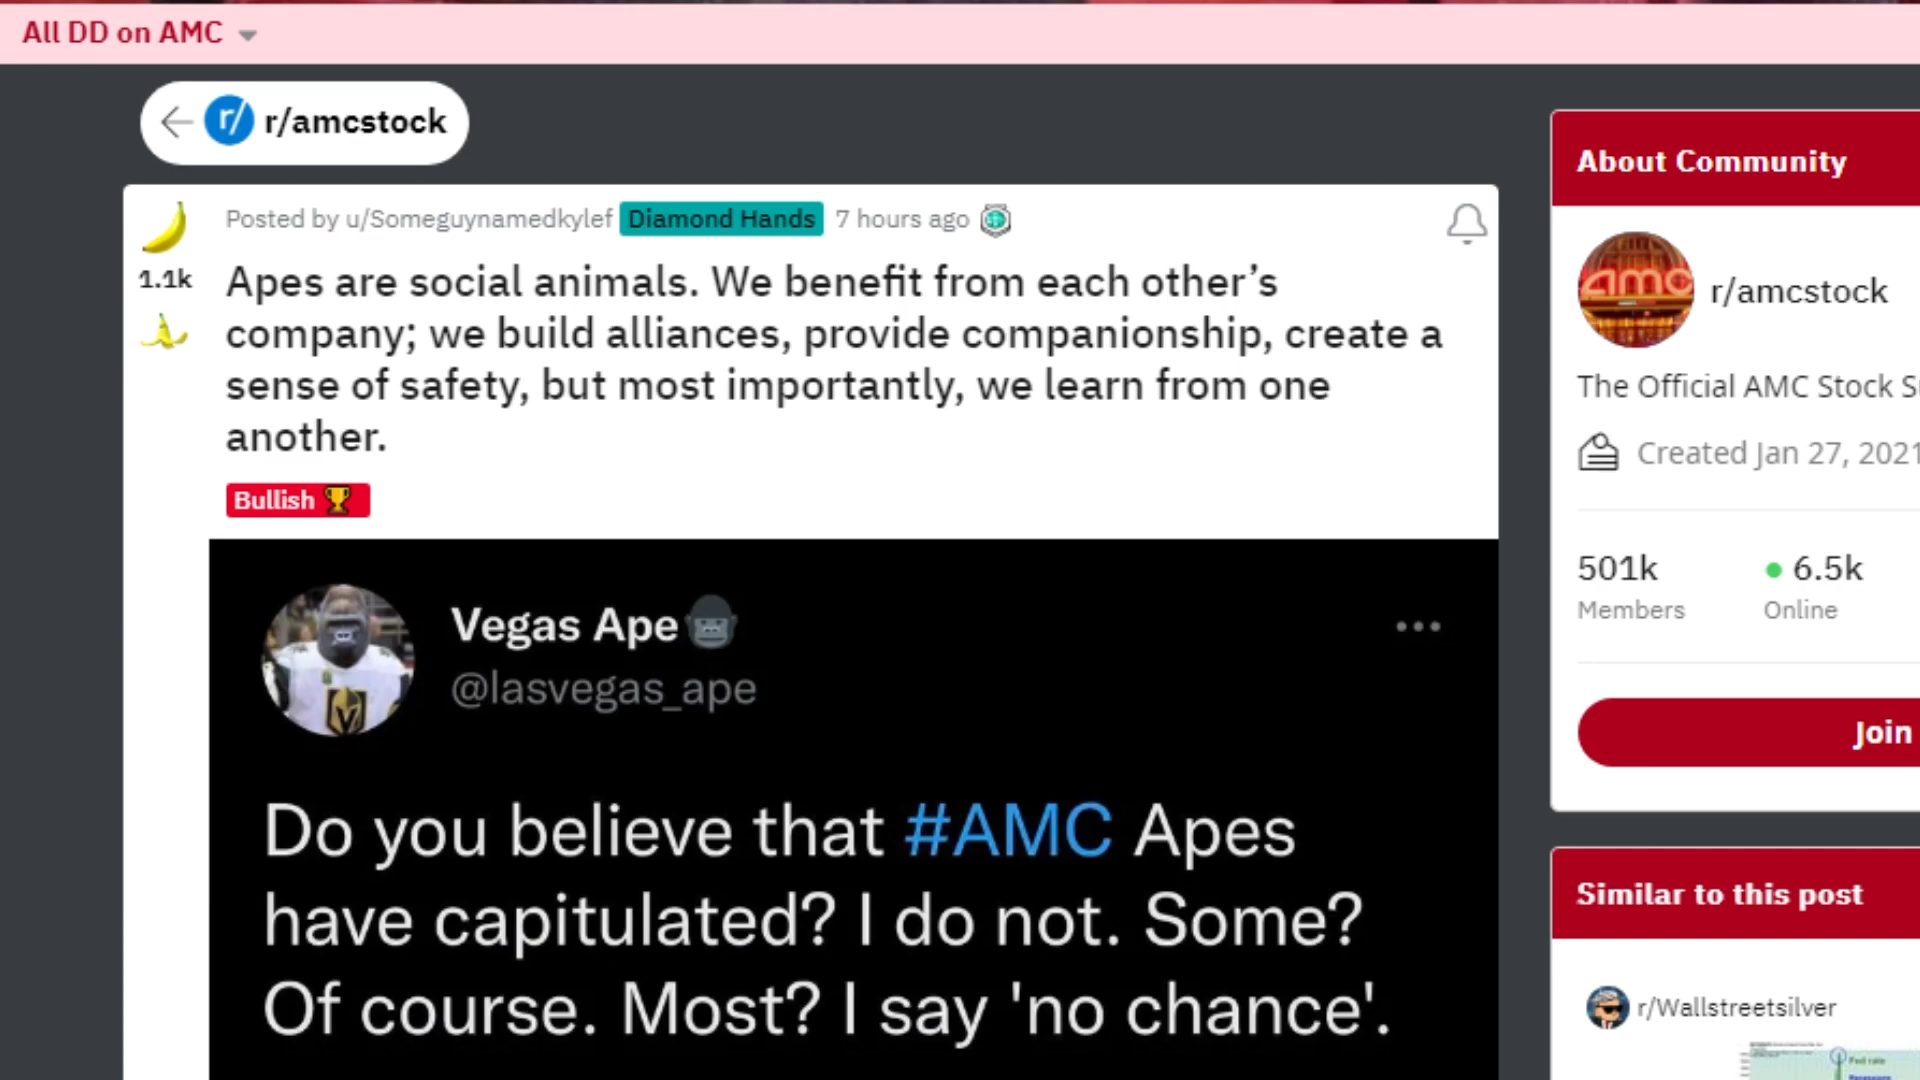 All DD on AMC
r/ r/amcstock
Posted by u/Someguynamedkylef Diamond Hands 7 hours ago
1.1k
Apes are social animals. We benefit from each other’s
company; we build alliances, provide companionship, create a
sense of safety, but most importantly, we learn from one
another.
Bullish
Vegas Ape
@lasvegas_ape
Do you believe that #AMC Apes
have capitulated? I do not. Some?
Of course. Most? I say 'no chance'.
About Community
amc
r/amcstock
The Official AMC Stock
Created Jan 27, 2021
501k 6.5k
Members Online
Join
Similar to this post
r/Wallstreetsilver
Fed rate